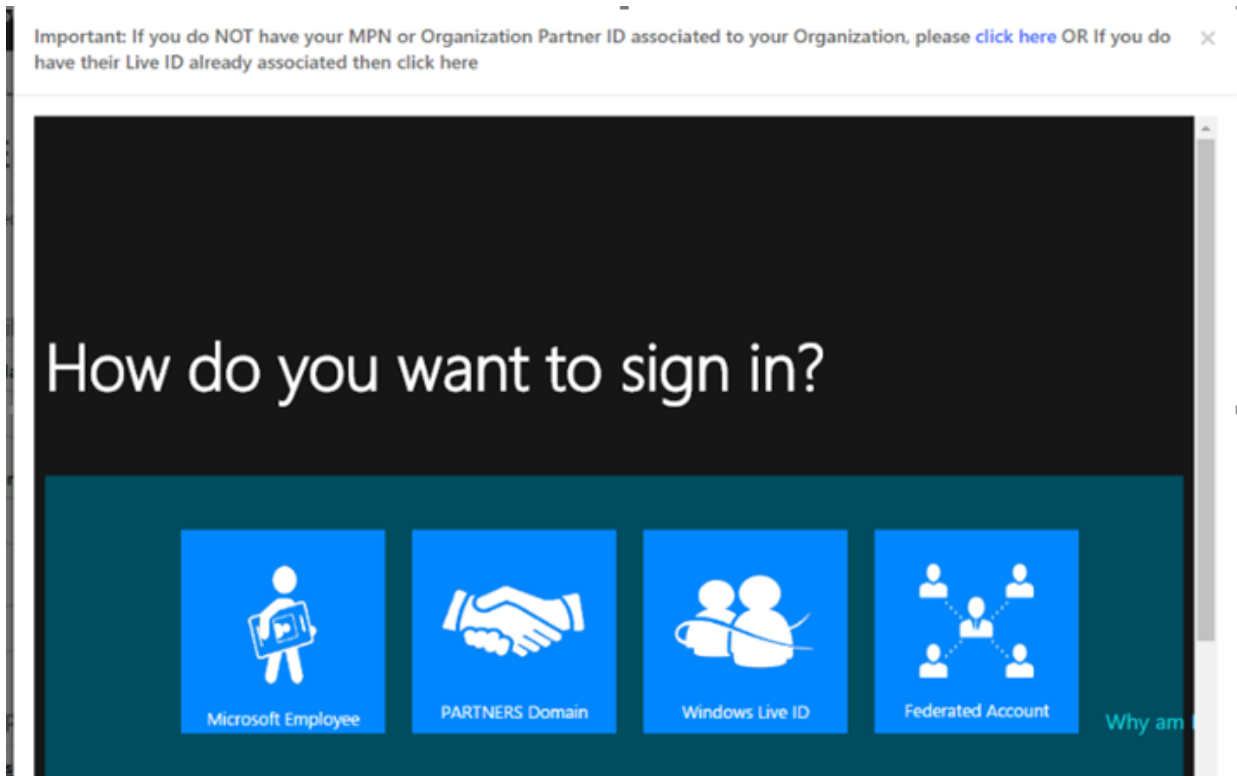 Important: If you do NOT have your MPN or Organization Partner ID associated to your Organization, please click here OR If you do
have their Live ID already associated then click here
How do you want to sign in?
Microsoft Employee
PARTNERS Domain
Windows Live ID
Federated Account
Why am